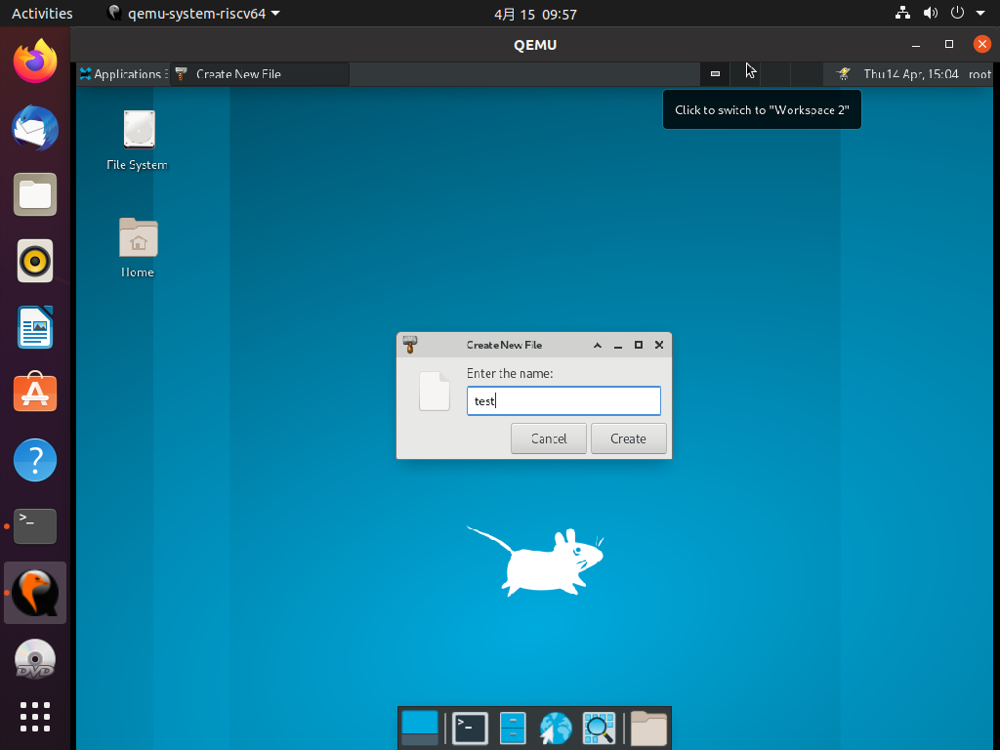 Activities
qemu-system-riscv64
4月 15 09:57
QEMU
Applications
Create New File
Thu 14 Apr, 15:04
root
Click to switch to "Workspace 2"
File System
Home
Create New File
Enter the name:
test
Cancel
Create
>_
DVD
>_